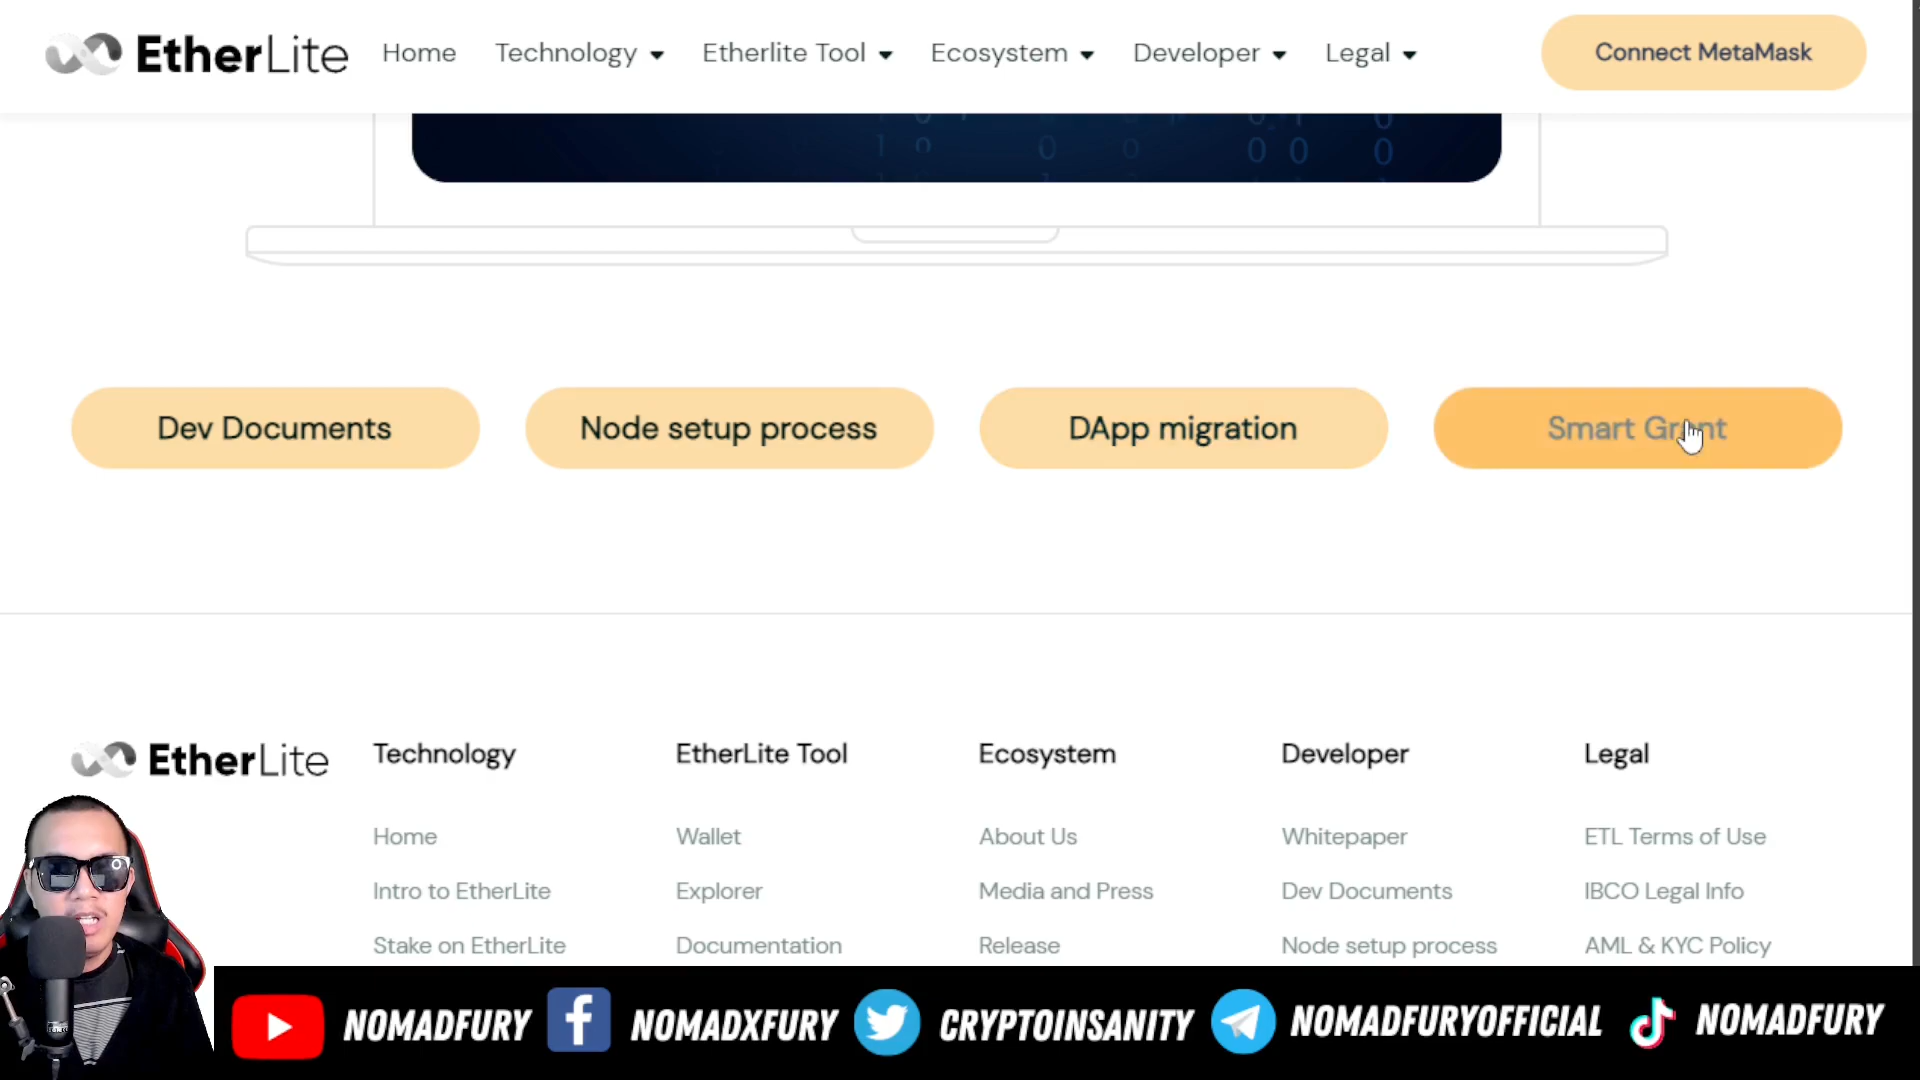 EtherLite Home Technology Etherlite Tool Ecosystem Developer Legal Connect MetaMask
Dev Documents Node setup process DApp migration Smart Grant
EtherLite Technology EtherLite Tool Ecosystem Developer Legal
Home Wallet About Us Whitepaper ETL Terms of Use
Intro to EtherLite Explorer Media and Press Dev Documents IBCO Legal Info
Stake on EtherLite Documentation Release Node setup process AML & KYC Policy
NOMADFURY NOMADXFURY CRYPTOINSANITY NOMADFURYOFFICIAL NOMADFURY